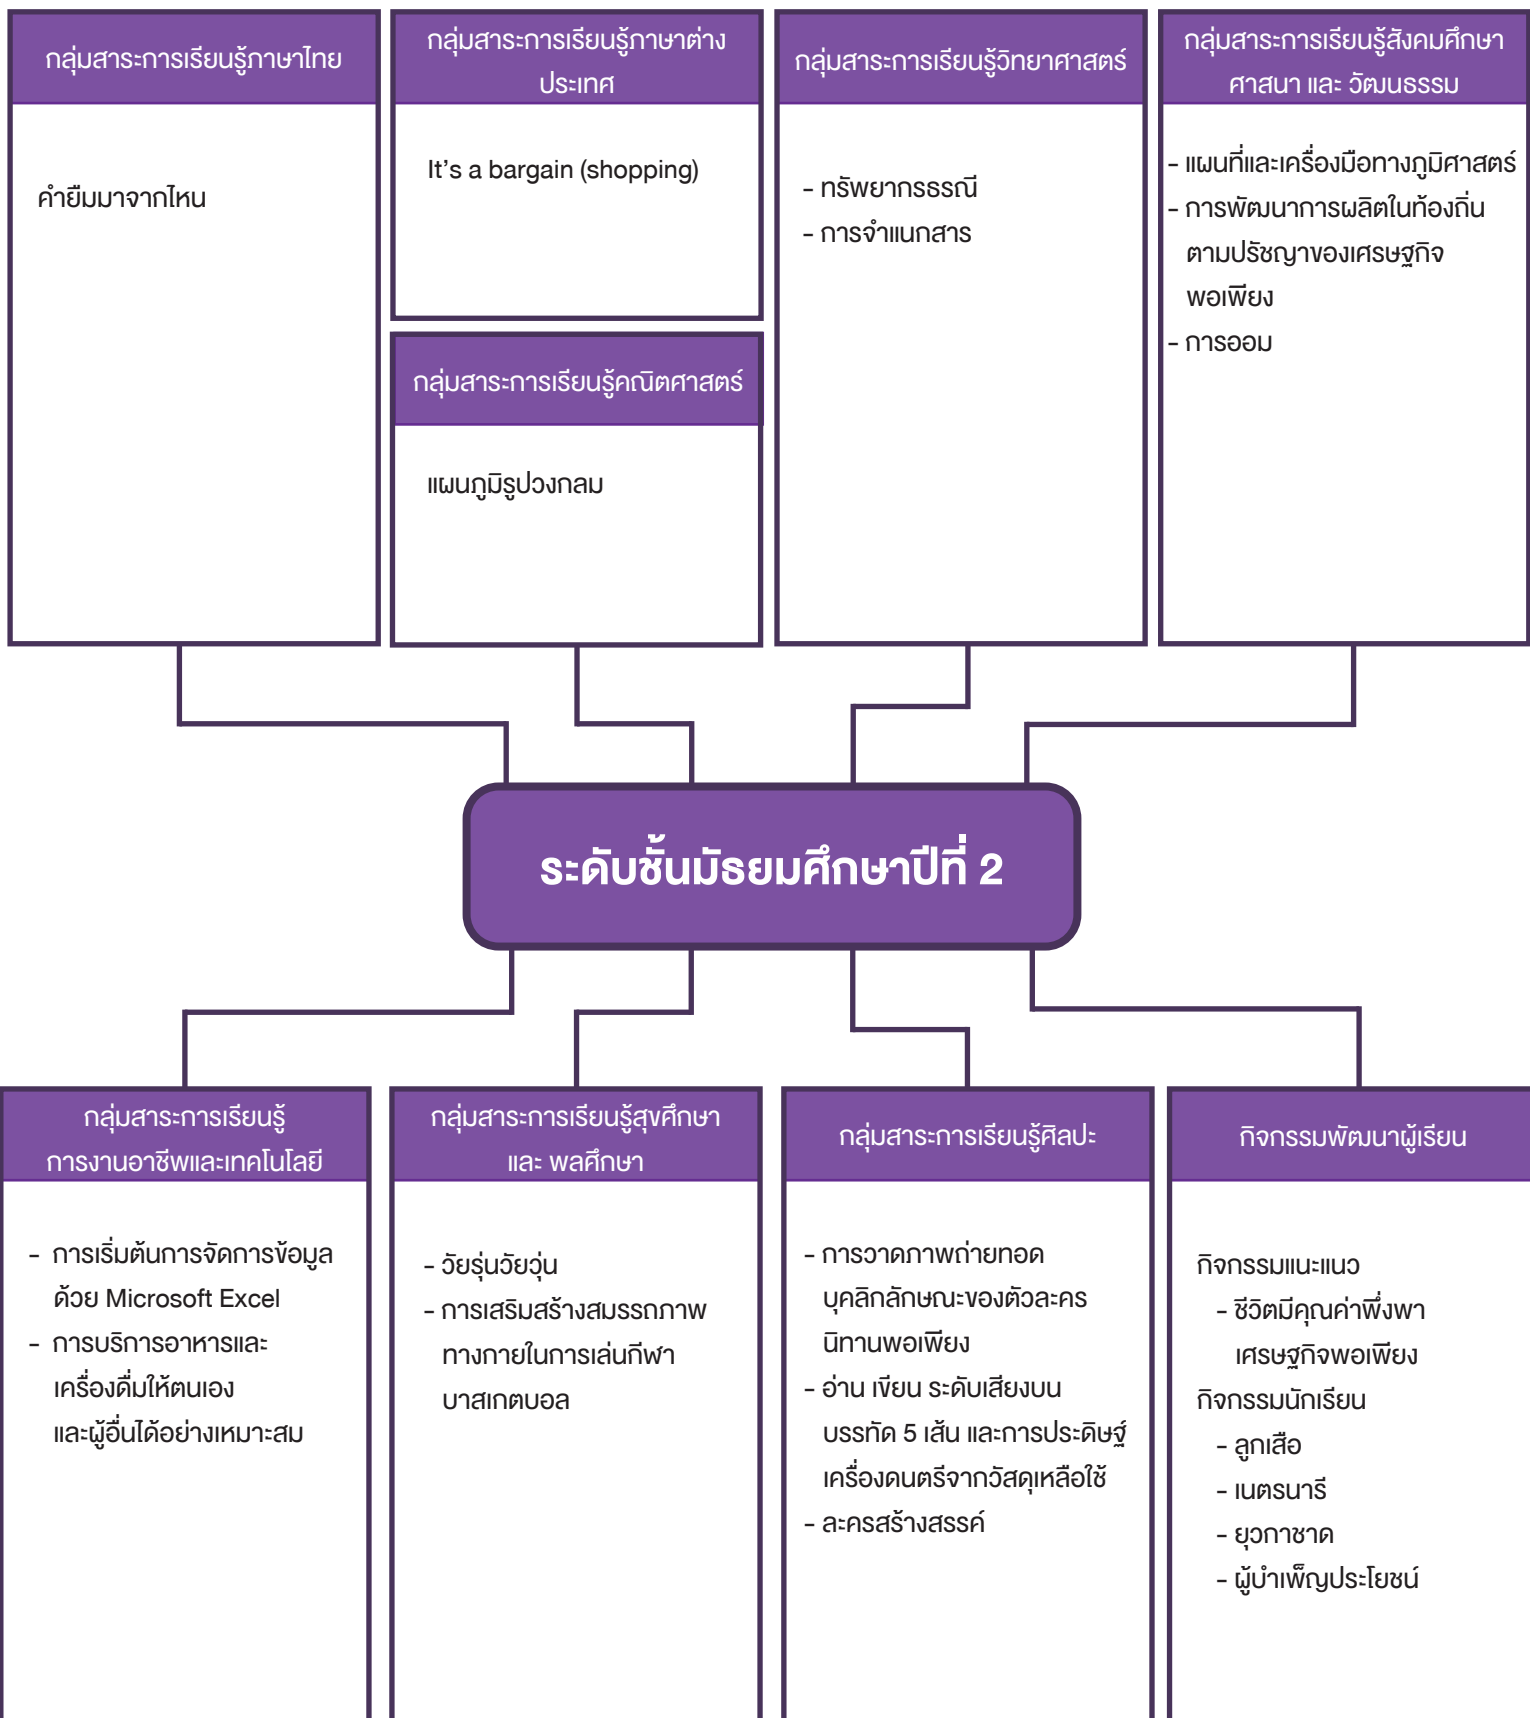 กลุ่มสาระการเรียนรู้ภาษาไทย
คำยืมมาจากไหน
กลุ่มสาระการเรียนรู้ภาษาต่าง
ประเทศ
It’s a bargain (shopping)
กลุ่มสาระการเรียนรู้คณิตศาสตร์
แผนภูมิรูปวงกลม
กลุ่มสาระการเรียนรู้วิทยาศาสตร์
- ทรัพยากรธรณี
- การจำแนกสาร
กลุ่มสาระการเรียนรู้สังคมศึกษา
ศาสนา และ วัฒนธรรม
- แผนที่และเครื่องมือทางภูมิศาสตร์
- การพัฒนาการผลิตในท้องถิ่น
ตามปรัชญาของเศรษฐกิจ
พอเพียง
- การออม
ระดับชั้นมัธยมศึกษาปีที่ 2
กลุ่มสาระการเรียนรู้
การงานอาชีพและเทคโนโลยี
- การเริ่มต้นการจัดการข้อมูล
ด้วย Microsoft Excel
- การบริการอาหารและ
เครื่องดื่มให้ตนเอง
และผู้อื่นได้อย่างเหมาะสม
กลุ่มสาระการเรียนรู้สุขศึกษา
และ พลศึกษา
- วัยรุ่นวัยวุ่น
- การเสริมสร้างสมรรถภาพ
ทางกายในการเล่นกีฬา
บาสเกตบอล
กลุ่มสาระการเรียนรู้ศิลปะ
- การวาดภาพถ่ายทอด
บุคลิกลักษณะของตัวละคร
นิทานพอเพียง
- อ่าน เขียน ระดับเสียงบน
บรรทัด 5 เส้น และการประดิษฐ์
เครื่องดนตรีจากวัสดุเหลือใช้
- ละครสร้างสรรค์
กิจกรรมพัฒนาผู้เรียน
กิจกรรมแนะแนว
- ชีวิตมีคุณค่าพึ่งพา
เศรษฐกิจพอเพียง
กิจกรรมนักเรียน
- ลูกเสือ
- เนตรนารี
- ยุวกาชาด
- ผู้บำเพ็ญประโยชน์